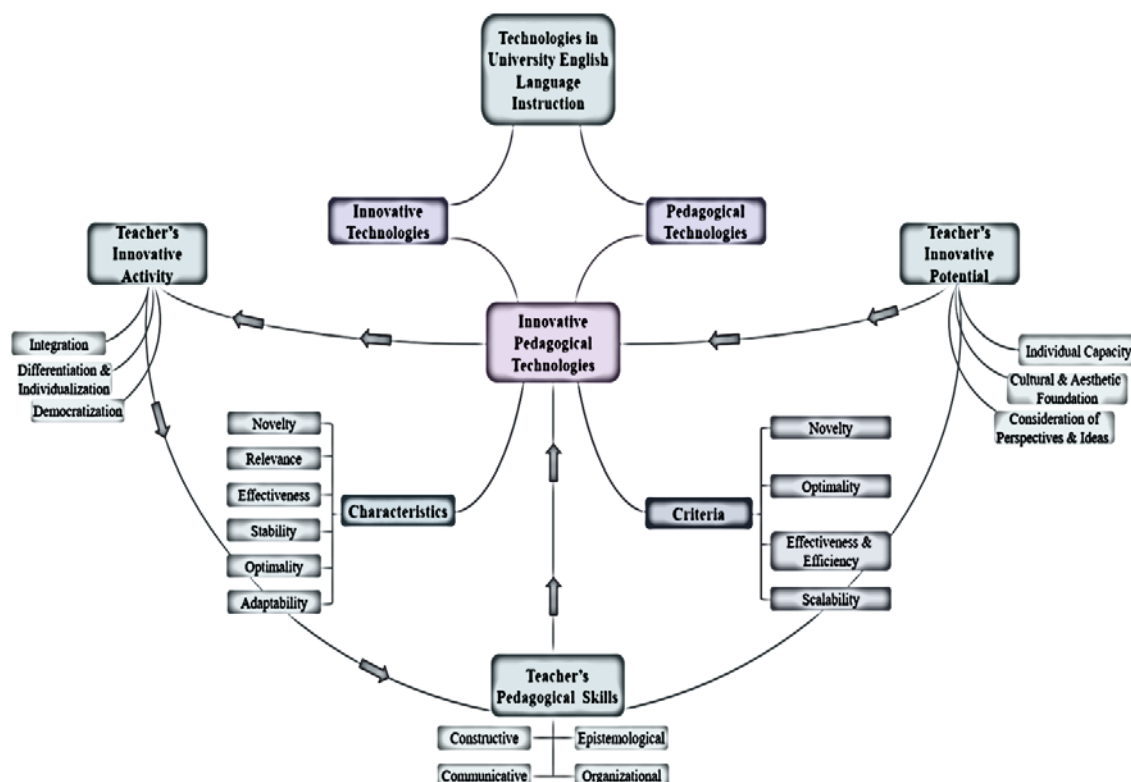 Technologies in
University English
Language
Instruction
Innovative
Technologies
Pedagogical
Technologies
Teacher's
Innovative
Activity
Teacher's
Innovative
Potential
Innovative
Pedagogical
Technologies
Integration
Differentiation &
Individualization
Democratization
Individual Capacity
Cultural & Aesthetic
Foundation
Consideration of
Perspectives & Ideas
Novelty
Relevance
Effectiveness
Stability
Optimality
Adaptability
Characteristics
Criteria
Novelty
Optimality
Effectiveness &
Efficiency
Scalability
Teacher's
Pedagogical Skills
Constructive
Epistemological
Communicative
Organizational